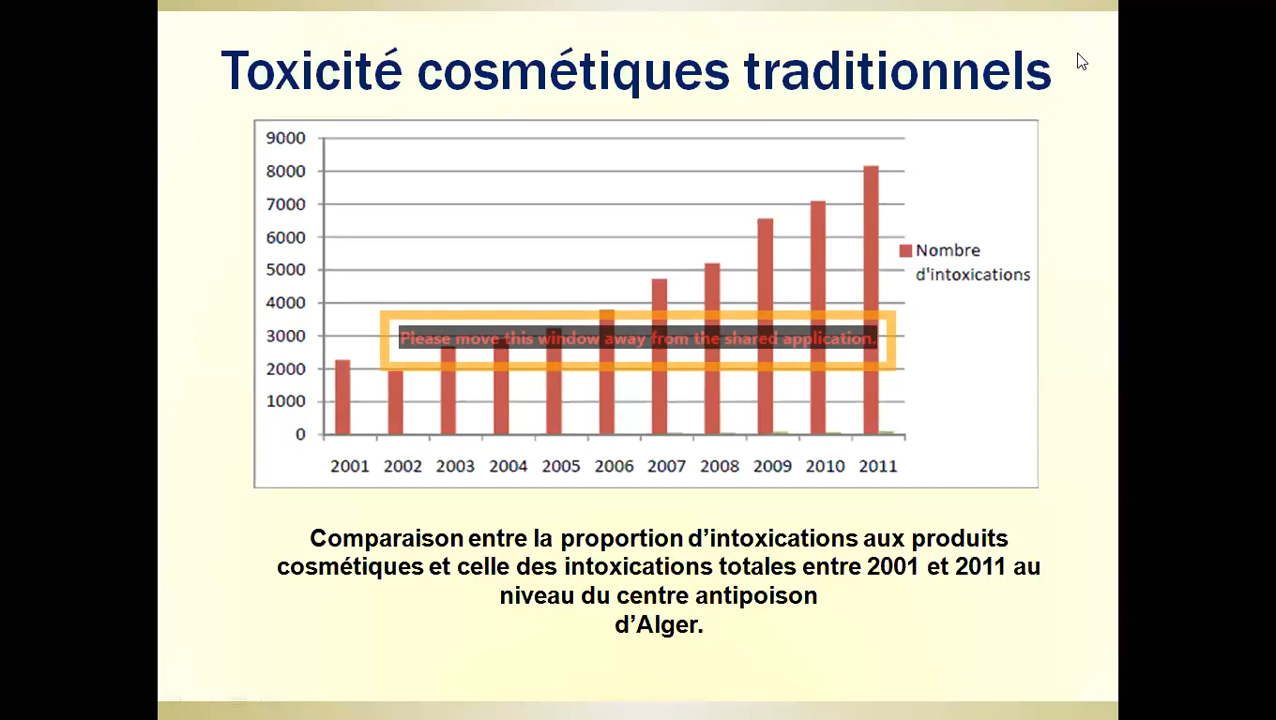 Toxicité cosmétiques traditionnels
9000
8000
7000
6000
5000
4000
3000
2000
1000
0
Nombre
d'intoxications
Please move this window away from the shared application.
2001 2002 2003 2004 2005 2006 2007 2008 2009 2010 2011
Comparaison entre la proportion d’intoxications aux produits
cosmétiques et celle des intoxications totales entre 2001 et 2011 au
niveau du centre antipoison
d’Alger.